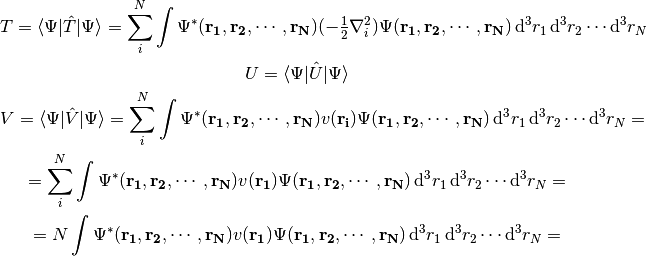 T = ⟨Ψ|T̂|Ψ⟩ = ∑_i^N ∫ Ψ*(𝐫₁, 𝐫₂, ⋯, 𝐫_N)(−½∇_i²)Ψ(𝐫₁, 𝐫₂, ⋯, 𝐫_N) d³r₁ d³r₂ ⋯ d³r_N
U = ⟨Ψ|Û|Ψ⟩
V = ⟨Ψ|V̂|Ψ⟩ = ∑_i^N ∫ Ψ*(𝐫₁, 𝐫₂, ⋯, 𝐫_N)v(𝐫_i)Ψ(𝐫₁, 𝐫₂, ⋯, 𝐫_N) d³r₁ d³r₂ ⋯ d³r_N =
= ∑_i^N ∫ Ψ*(𝐫₁, 𝐫₂, ⋯, 𝐫_N)v(𝐫₁)Ψ(𝐫₁, 𝐫₂, ⋯, 𝐫_N) d³r₁ d³r₂ ⋯ d³r_N =
= N ∫ Ψ*(𝐫₁, 𝐫₂, ⋯, 𝐫_N)v(𝐫₁)Ψ(𝐫₁, 𝐫₂, ⋯, 𝐫_N) d³r₁ d³r₂ ⋯ d³r_N =